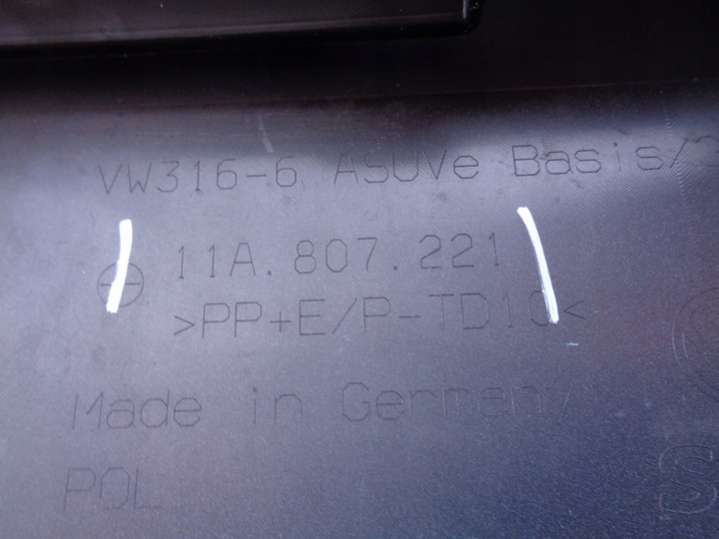 VW316-6 ASUVe Basis/
11A.807.221
>PP+E/P-TD10<
Made in Germany
POL
S